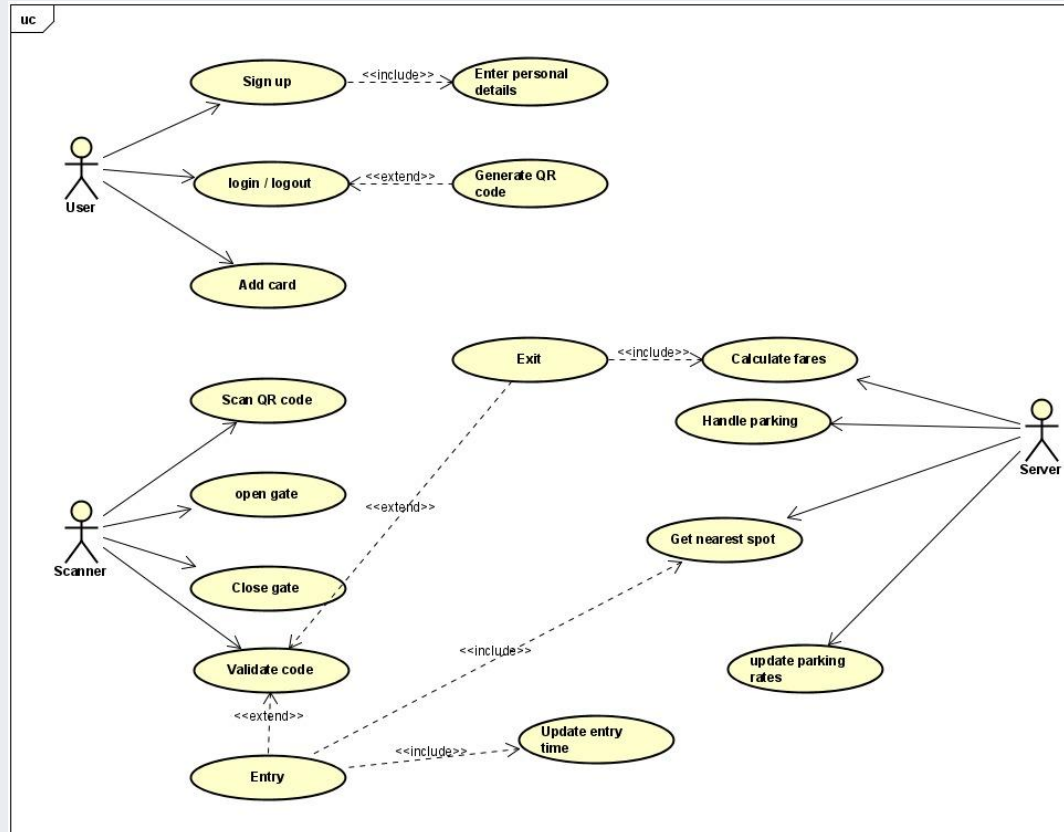 uc
Sign up
<<include>>
Enter personal
details
User
login / logout
<<extend>>
Generate QR
code
Add card
Exit
<<include>>
Calculate fares
Scan QR code
Handle parking
Server
open gate
<<extend>>
Get nearest spot
Scanner
Close gate
<<include>>
Validate code
update parking
rates
<<extend>>
Update entry
time
<<include>>
Entry